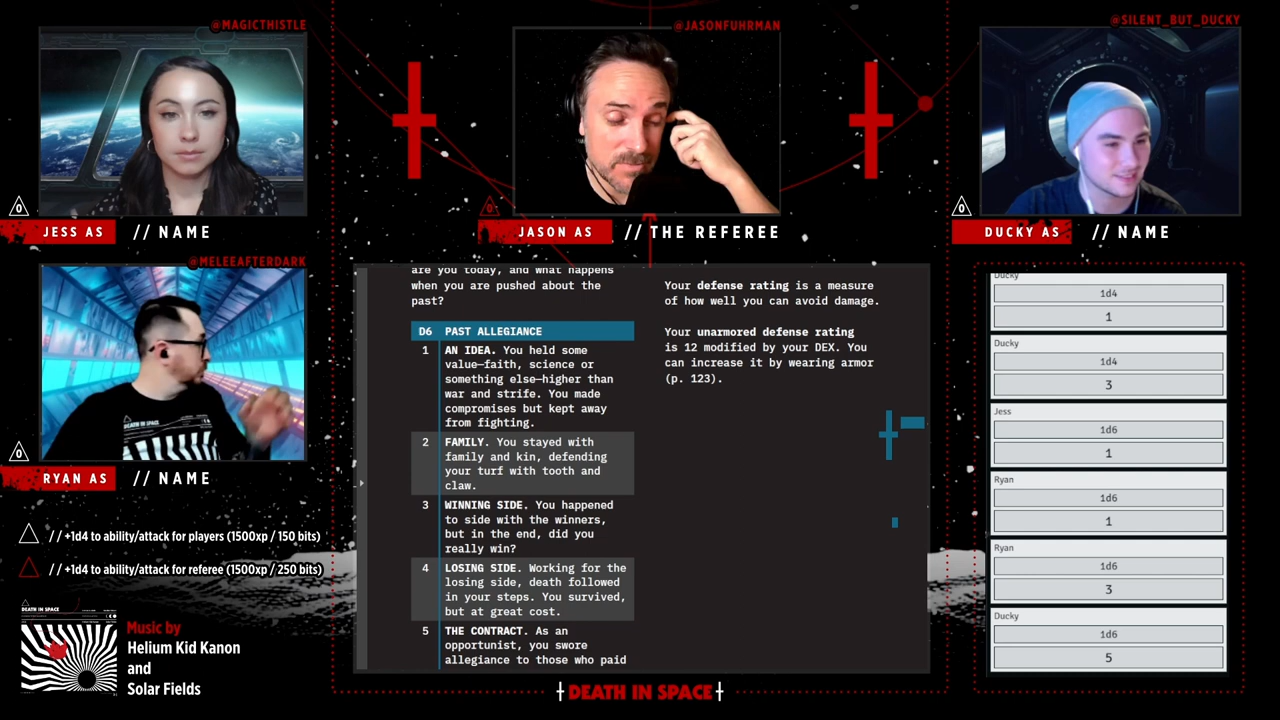 @MAGICTHISTLE
0
JESS AS // NAME
@MELEEAFTERDARK
DEATH IN SPACE
0
RYAN AS // NAME
// +1d4 to ability/attack for players (1500xp / 150 bits)
// +1d4 to ability/attack for referee (1500xp / 250 bits)
DEATH IN SPACE
Music by
Helium Kid Kanon
and
Solar Fields
@JASONFUHRMAN
0
JASON AS // THE REFEREE
are you today, and what happens
when you are pushed about the
past?
D6 PAST ALLEGIANCE
1 AN IDEA. You held some
value—faith, science or
something else—higher than
war and strife. You made
compromises but kept away
from fighting.
2 FAMILY. You stayed with
family and kin, defending
your turf with tooth and
claw.
3 WINNING SIDE. You happened
to side with the winners,
but in the end, did you
really win?
4 LOSING SIDE. Working for the
losing side, death followed
in your steps. You survived,
but at great cost.
5 THE CONTRACT. As an
opportunist, you swore
allegiance to those who paid
Your defense rating is a measure
of how well you can avoid damage.
Your unarmored defense rating
is 12 modified by your DEX. You
can increase it by wearing armor
(p. 123).
DEATH IN SPACE
@SILENT_BUT_DUCKY
0
DUCKY AS // NAME
Ducky
1d4
1
Ducky
1d4
3
Jess
1d6
1
Ryan
1d6
1
Ryan
1d6
3
Ducky
1d6
5